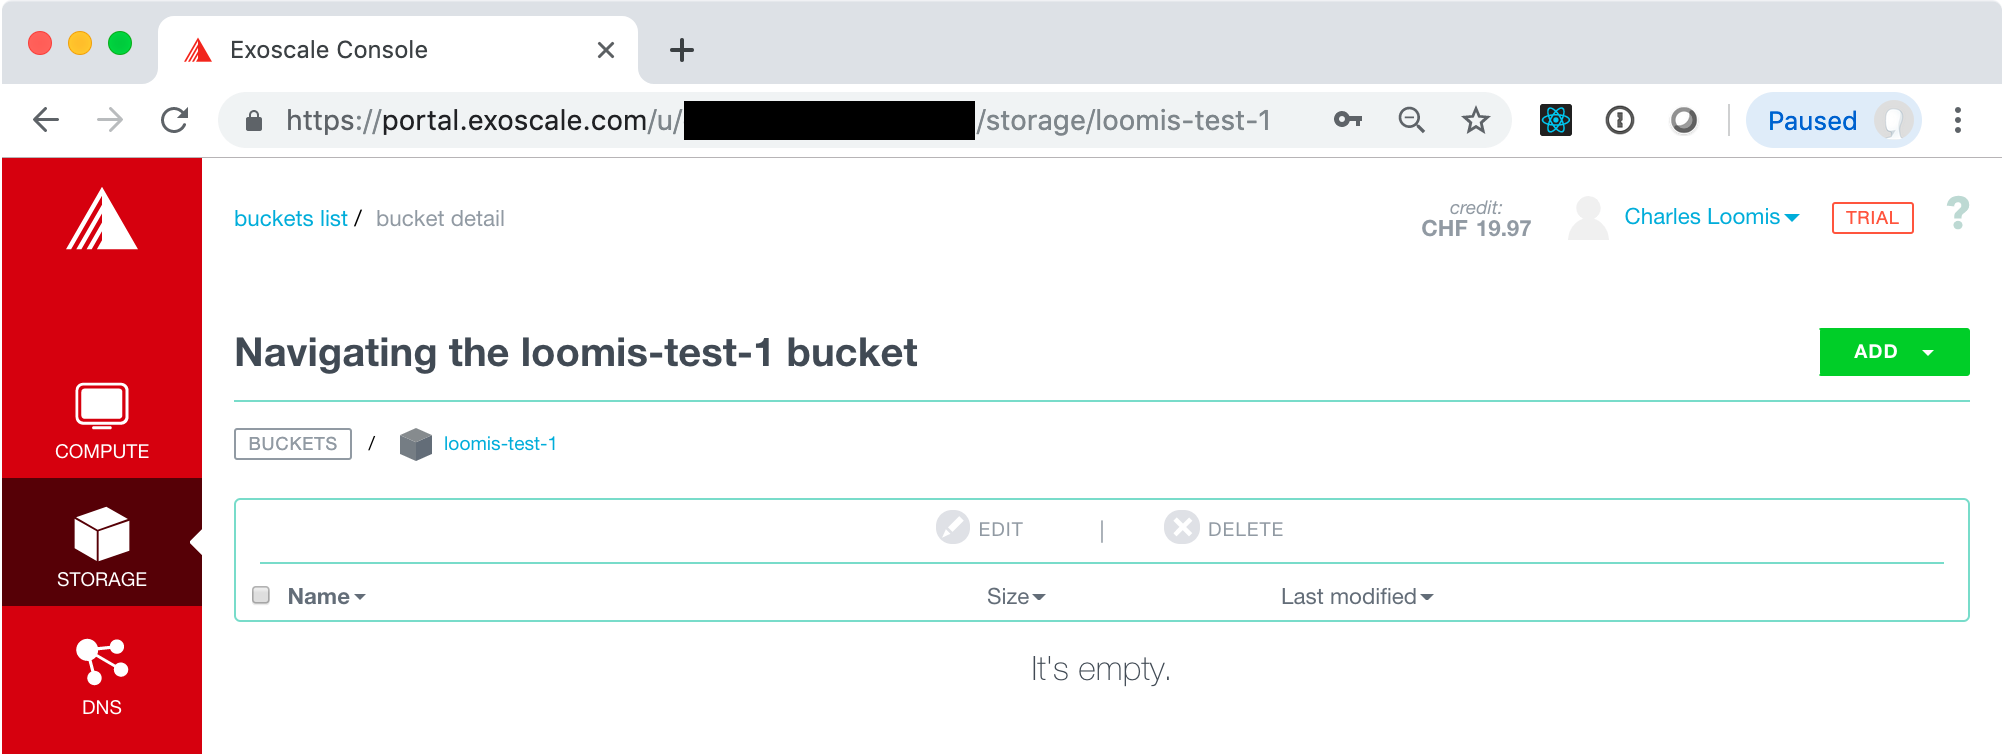 Exoscale Console
https://portal.exoscale.com/u/ /storage/loomis-test-1
Paused
buckets list / bucket detail
credit:
CHF 19.97
Charles Loomis
TRIAL
?
Navigating the loomis-test-1 bucket
ADD
COMPUTE
BUCKETS / loomis-test-1
STORAGE
EDIT | DELETE
Name Size Last modified
It's empty.
DNS